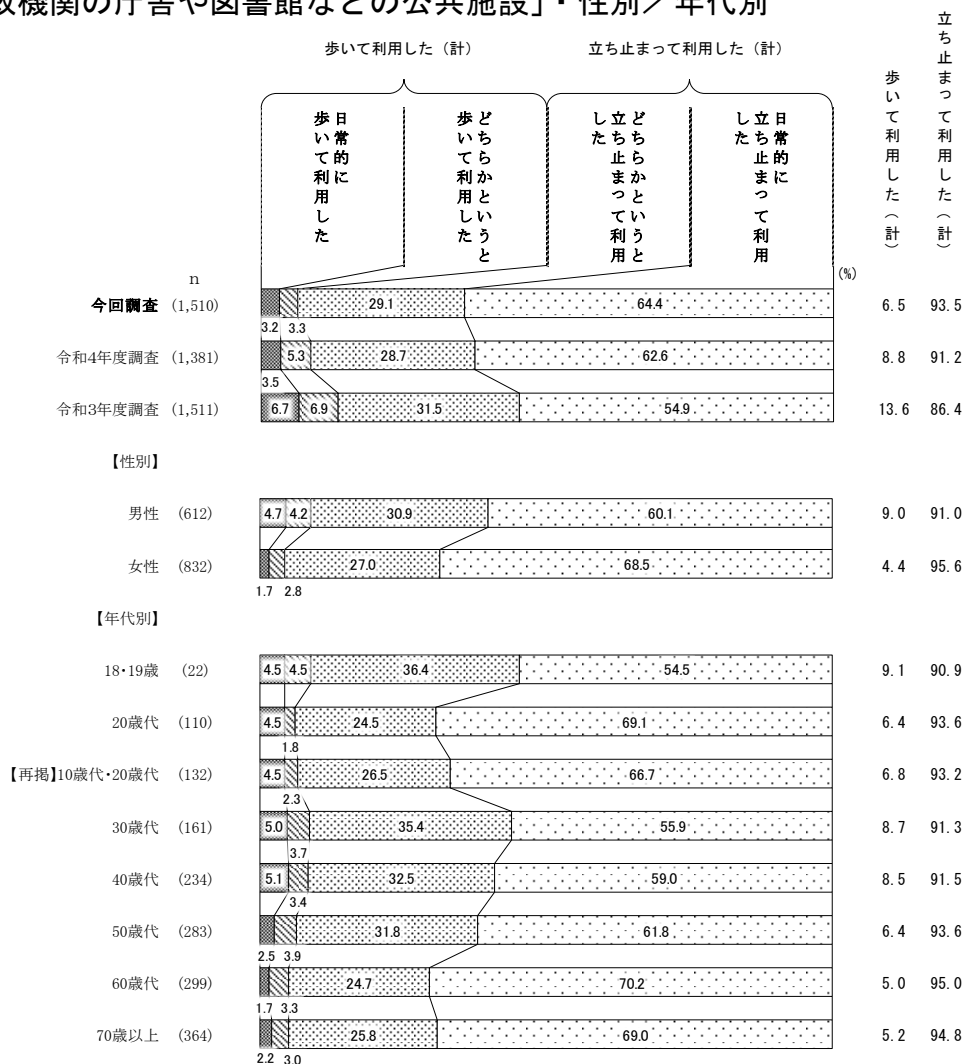 政機関の庁舎や図書館などの公共施設」・性別／年代別
歩いて利用した（計）
立ち止まって利用した（計）
日常的に
歩いて利用した
どちらかというと
歩いて利用した
どちらかというと
立ち止まって利用
した
日常的に
立ち止まって利用
した
歩いて利用した（計）
立ち止まって利用した（計）
(%)
n
今回調査 (1,510) 29.1 64.4 6.5 93.5
3.2 3.3
令和4年度調査 (1,381) 5.3 28.7 62.6 8.8 91.2
3.5
令和3年度調査 (1,511) 6.7 6.9 31.5 54.9 13.6 86.4
【性別】
男性 (612) 4.7 4.2 30.9 60.1 9.0 91.0
女性 (832) 27.0 68.5 4.4 95.6
1.7 2.8
【年代別】
18・19歳 (22) 4.5 4.5 36.4 54.5 9.1 90.9
20歳代 (110) 4.5 24.5 69.1 6.4 93.6
1.8
【再掲】10歳代・20歳代 (132) 4.5 26.5 66.7 6.8 93.2
2.3
30歳代 (161) 5.0 35.4 55.9 8.7 91.3
3.7
40歳代 (234) 5.1 32.5 59.0 8.5 91.5
3.4
50歳代 (283) 31.8 61.8 6.4 93.6
2.5 3.9
60歳代 (299) 24.7 70.2 5.0 95.0
1.7 3.3
70歳以上 (364) 25.8 69.0 5.2 94.8
2.2 3.0